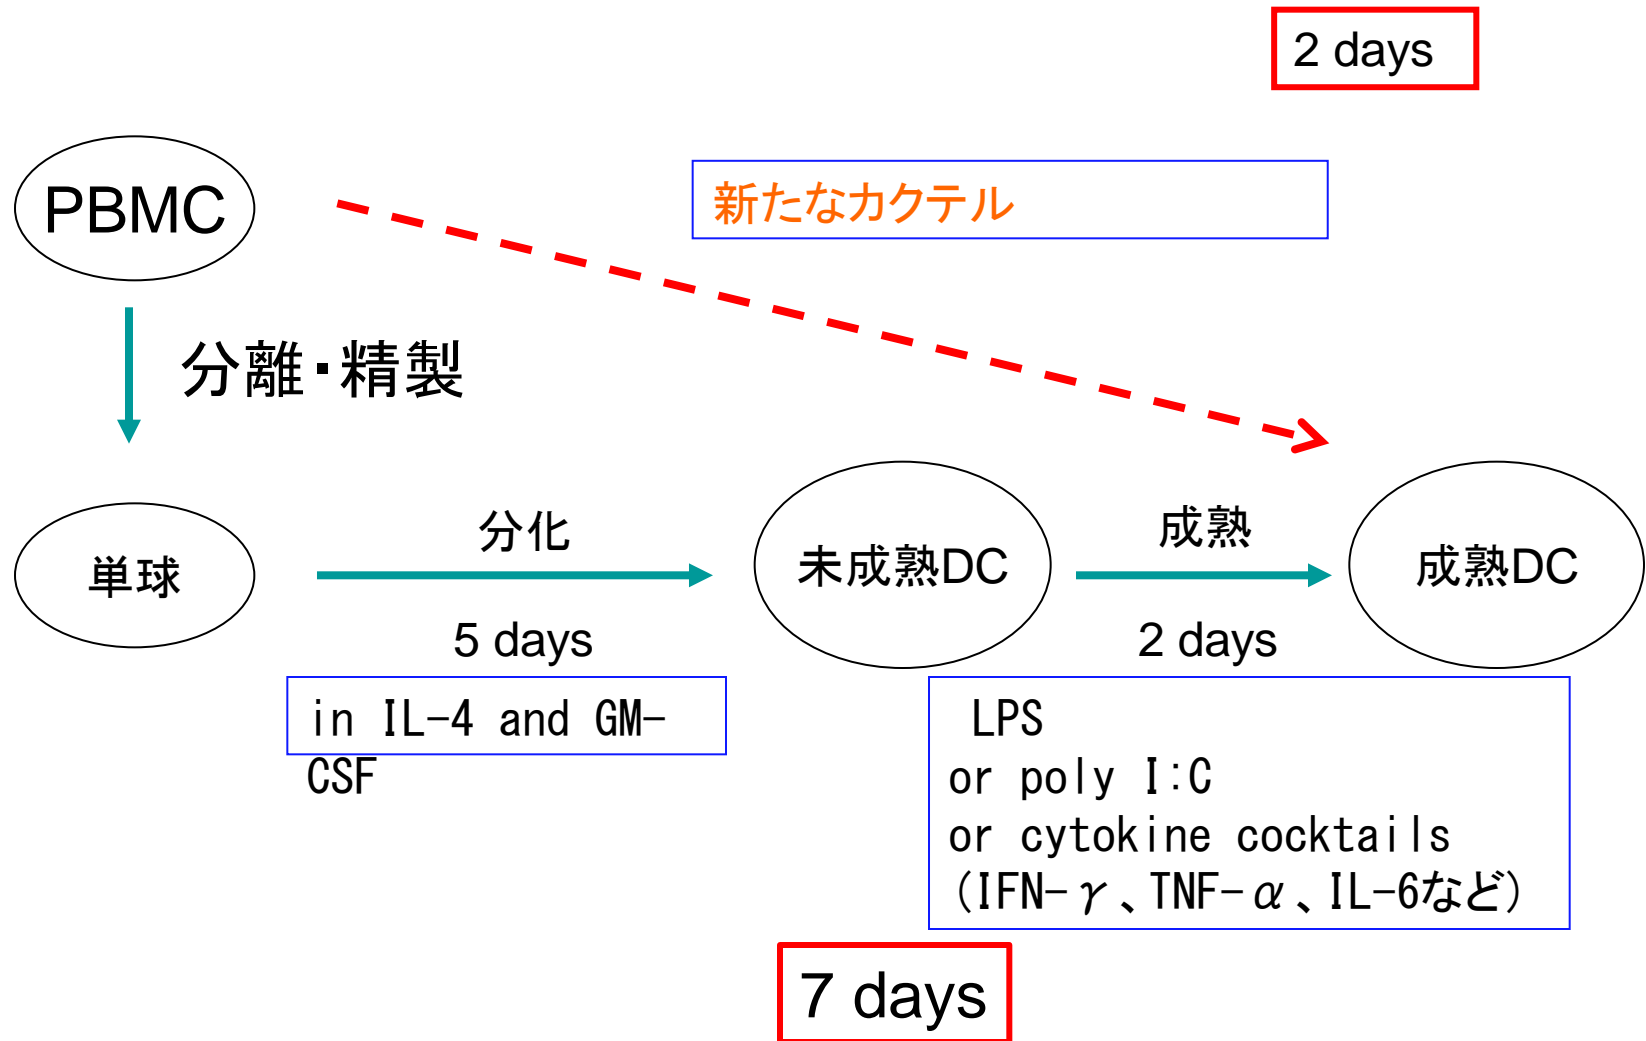 2 days
PBMC
新たなカクテル
分離・精製
単球
分化
5 days
in IL-4 and GM-
CSF
未成熟DC
成熟
2 days
成熟DC
LPS
or poly I:C
or cytokine cocktails
(IFN-γ、TNF-α、IL-6など)
7 days